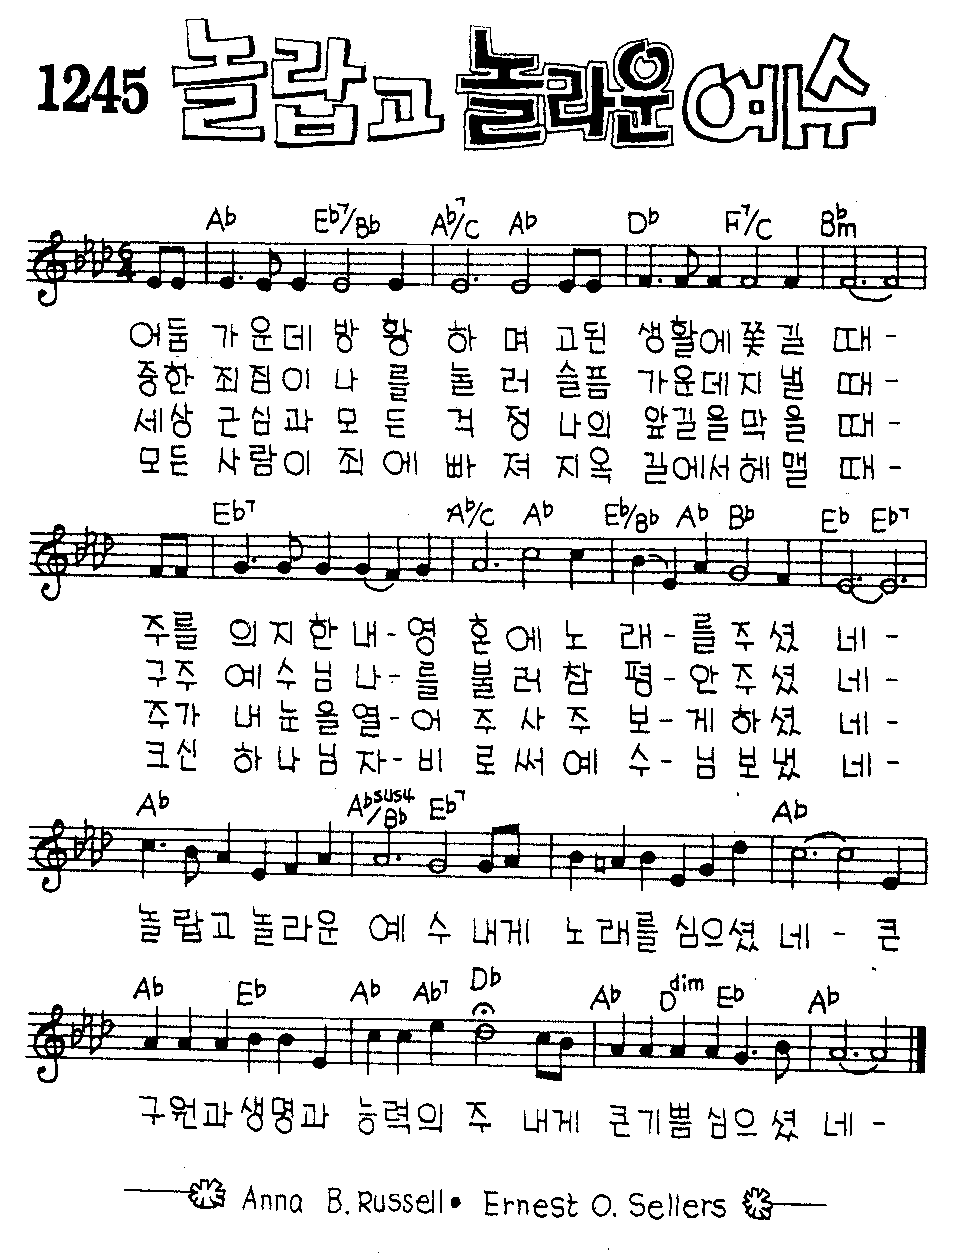 1245 놀랍고 놀라운 예수
Ab Eb7/Bb Ab7/C Ab Db F7/C Bbm
어둠 가운데 방황 하며 고된 생활에 쫓길 때-
중한 죄짐이 나를 눌러 슬픔 가운데 지낼 때-
세상 근심과 모든 걱정 나의 앞길을 막을 때-
모든 사람이 죄에 빠져 지옥 길에서 헤맬 때-
Eb7 Ab/C Ab Eb/Bb Ab Bb Eb Eb7
주를 의지한 내-영혼에 노래-를 주셨네-
구주 예수님 나-를 불러 참 평-안 주셨네-
주가 내 눈을 열-어 주사 주 보-게 하셨네-
크신 하나님 자-비로써 예수-님 보냈네-
Ab Absus4/Bb Eb7 Ab
놀랍고 놀라운 예수 내게 노래를 심으셨네- 큰
Ab Eb Ab Ab7 Db Ab Ddim Eb Ab
구원과 생명과 능력의 주 내게 큰 기쁨 심으셨네-
Anna B. Russell • Ernest O. Sellers